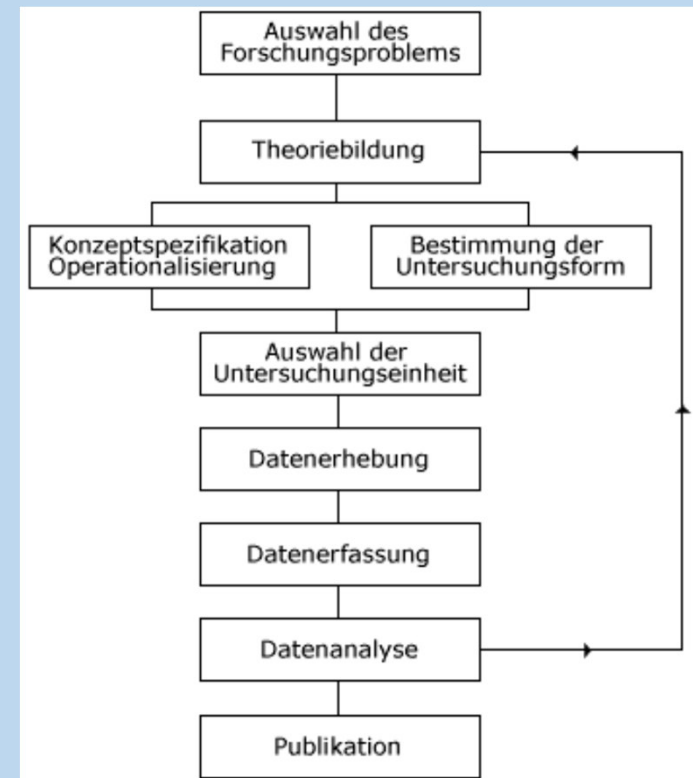 Auswahl des
Forschungsproblems
Theoriebildung
Konzeptspezifikation
Operationalisierung
Bestimmung der
Untersuchungsform
Auswahl der
Untersuchungseinheit
Datenerhebung
Datenerfassung
Datenanalyse
Publikation